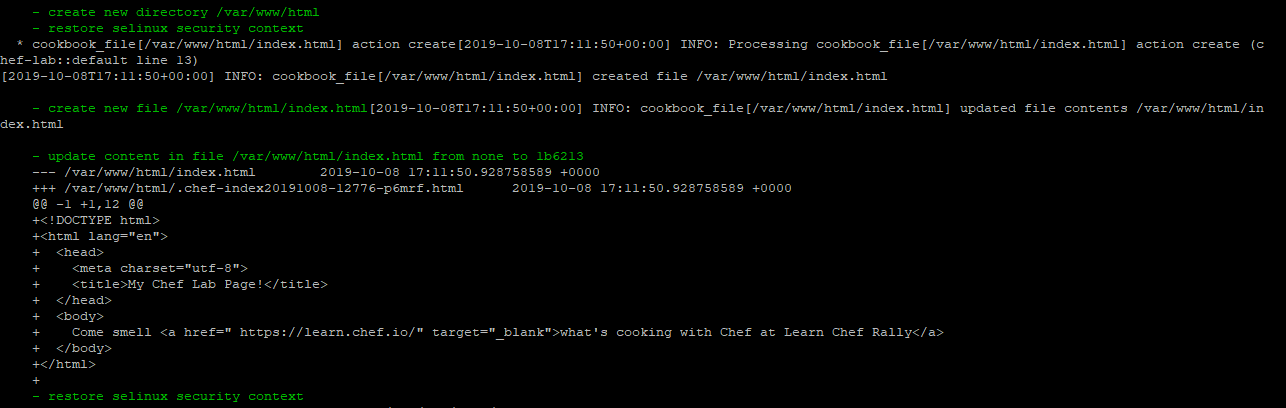 - create new directory /var/www/html
- restore selinux security context
* cookbook_file[/var/www/html/index.html] action create[2019-10-08T17:11:50+00:00] INFO: Processing cookbook_file[/var/www/html/index.html] action create (c
hef-lab::default line 13)
[2019-10-08T17:11:50+00:00] INFO: cookbook_file[/var/www/html/index.html] created file /var/www/html/index.html
- create new file /var/www/html/index.html[2019-10-08T17:11:50+00:00] INFO: cookbook_file[/var/www/html/index.html] updated file contents /var/www/html/in
dex.html
- update content in file /var/www/html/index.html from none to 1b6213
--- /var/www/html/index.html 2019-10-08 17:11:50.928758589 +0000
+++ /var/www/html/.chef-index20191008-12776-p6mrf.html 2019-10-08 17:11:50.928758589 +0000
@@ -1 +1,12 @@
+<!DOCTYPE html>
+<html lang="en">
+  <head>
+    <meta charset="utf-8">
+    <title>My Chef Lab Page!</title>
+  </head>
+  <body>
+    Come smell <a href=" https://learn.chef.io/" target="_blank">what's cooking with Chef at Learn Chef Rally</a>
+  </body>
+</html>
+
- restore selinux security context